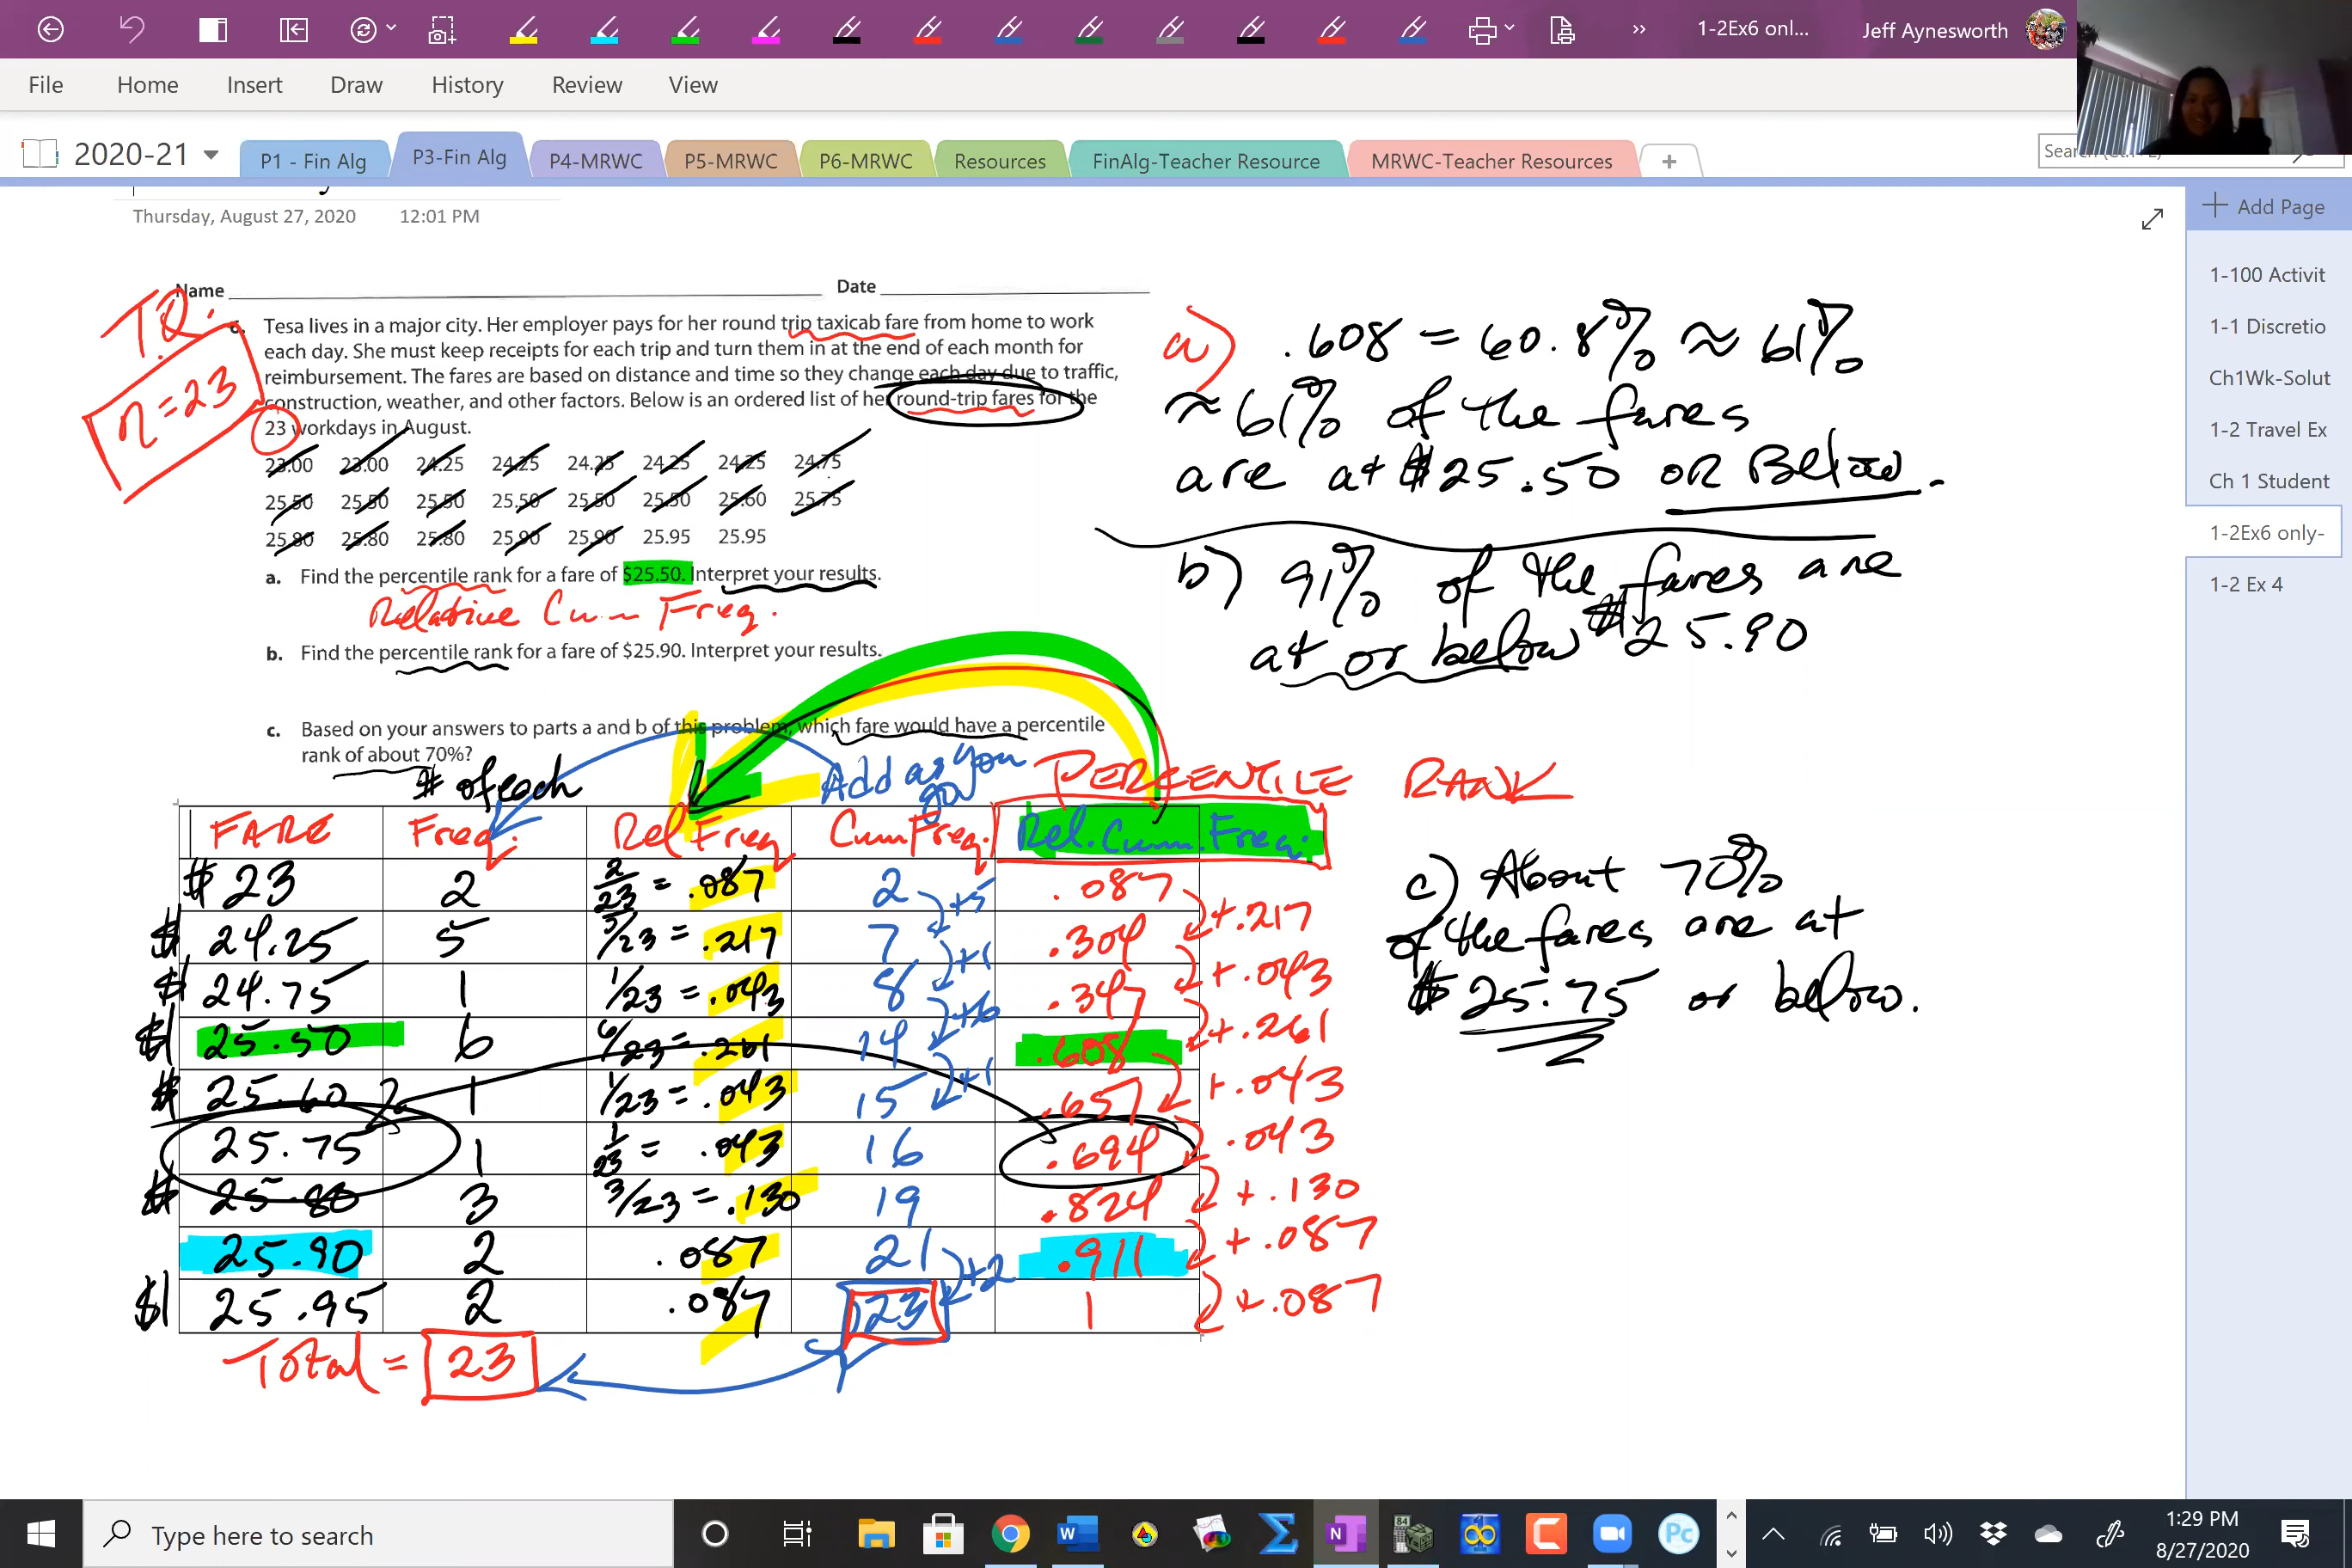 1-2Ex6 onl...
Jeff Aynesworth
File Home Insert Draw History Review View
2020-21
P1 - Fin Alg P3-Fin Alg P4-MRWC P5-MRWC P6-MRWC Resources FinAlg-Teacher Resource MRWC-Teacher Resources
Thursday, August 27, 2020 12:01 PM
Add Page
1-100 Activit
1-1 Discretio
Ch1Wk-Solut
1-2 Travel Ex
Ch 1 Student
1-2Ex6 only-
1-2 Ex 4
Name Date
n=23
Tesa lives in a major city. Her employer pays for her round trip taxicab fare from home to work
each day. She must keep receipts for each trip and turn them in at the end of each month for
reimbursement. The fares are based on distance and time so they change each day due to traffic,
construction, weather, and other factors. Below is an ordered list of her round-trip fares for the
23 workdays in August.
23.00 23.00 24.25 24.25 24.25 24.25 24.25 24.75
25.50 25.50 25.50 25.50 25.50 25.50 25.60 25.75
25.80 25.80 25.80 25.90 25.90 25.95 25.95
a. Find the percentile rank for a fare of $25.50. Interpret your results.
Relative Cum Freq.
b. Find the percentile rank for a fare of $25.90. Interpret your results.
c. Based on your answers to parts a and b of this problem, which fare would have a percentile
rank of about 70%?
a) .608 = 60.8% ≈ 61%
≈ 61% of the fares
are at $25.50 OR Below.
b) 91% of the fares are
at or below $25.90
# of each
Add as you
go
PERCENTILE RANK
FARE Freq. Rel Freq Cum Freq. Rel. Cum. Freq.
$23 2 2/23 = .087 2 .087
+5 +.217
$24.25 5 5/23 = .217 7 .304
+1 +.043
$24.75 1 1/23 = .043 8 .347
+6 +.261
$25.50 6 6/23 = .261 14 .608
+1 +.043
$25.60 1 1/23 = .043 15 .651
.043
25.75 1 1/23 = .043 16 .694
+.130
$25.80 3 3/23 = .130 19 .824
+.087
25.90 2 .087 21 .911
+2 +.087
$25.95 2 .087 23 1
Total = 23
c) About 70%
of the fares are at
$25.75 or below.
Type here to search
1:29 PM
8/27/2020